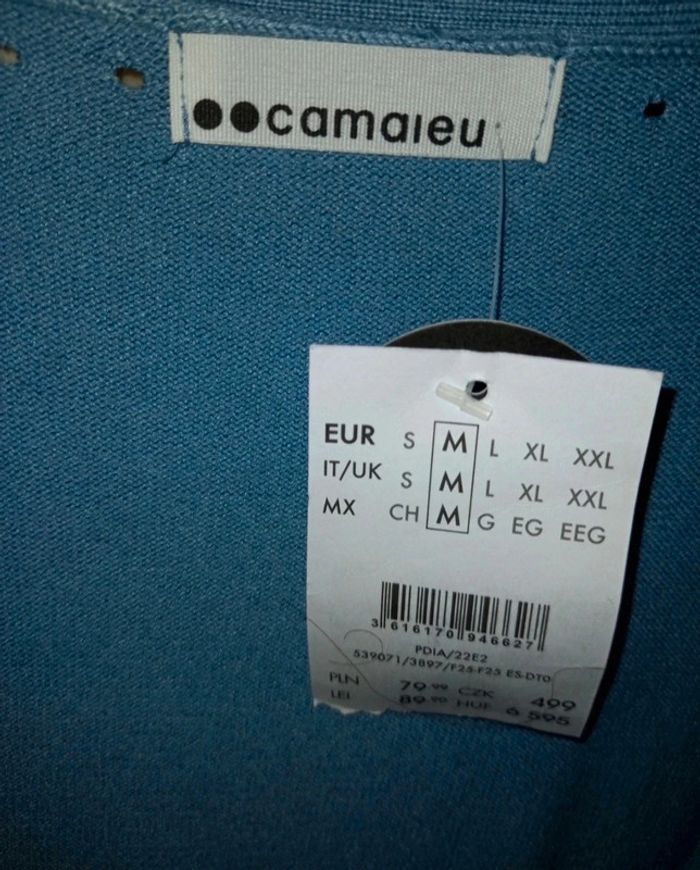 camaieu
EUR S M L XL XXL
IT/UK S M L XL XXL
MX CH M G EG EEG
3 616170 946627
PDIA/22E2
539071/3897/F25-F25 ES-DTO
PLN 79.99 CZK 499
LEI 89.90 HUF 6 595